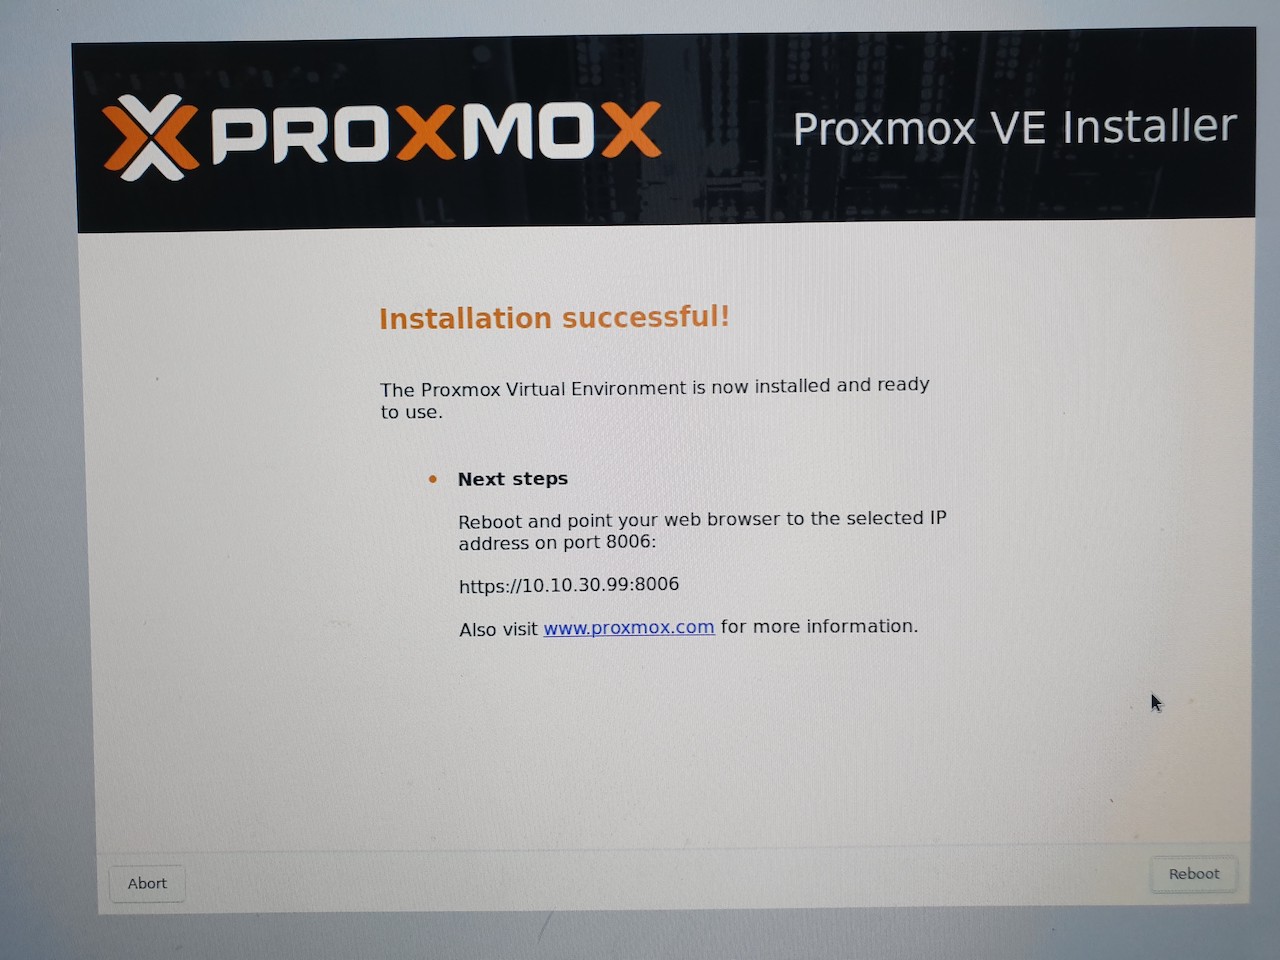 PROXMOX
Proxmox VE Installer
Installation successful!
The Proxmox Virtual Environment is now installed and ready
to use.
• Next steps
Reboot and point your web browser to the selected IP
address on port 8006:
https://10.10.30.99:8006
Also visit www.proxmox.com for more information.
Abort
Reboot